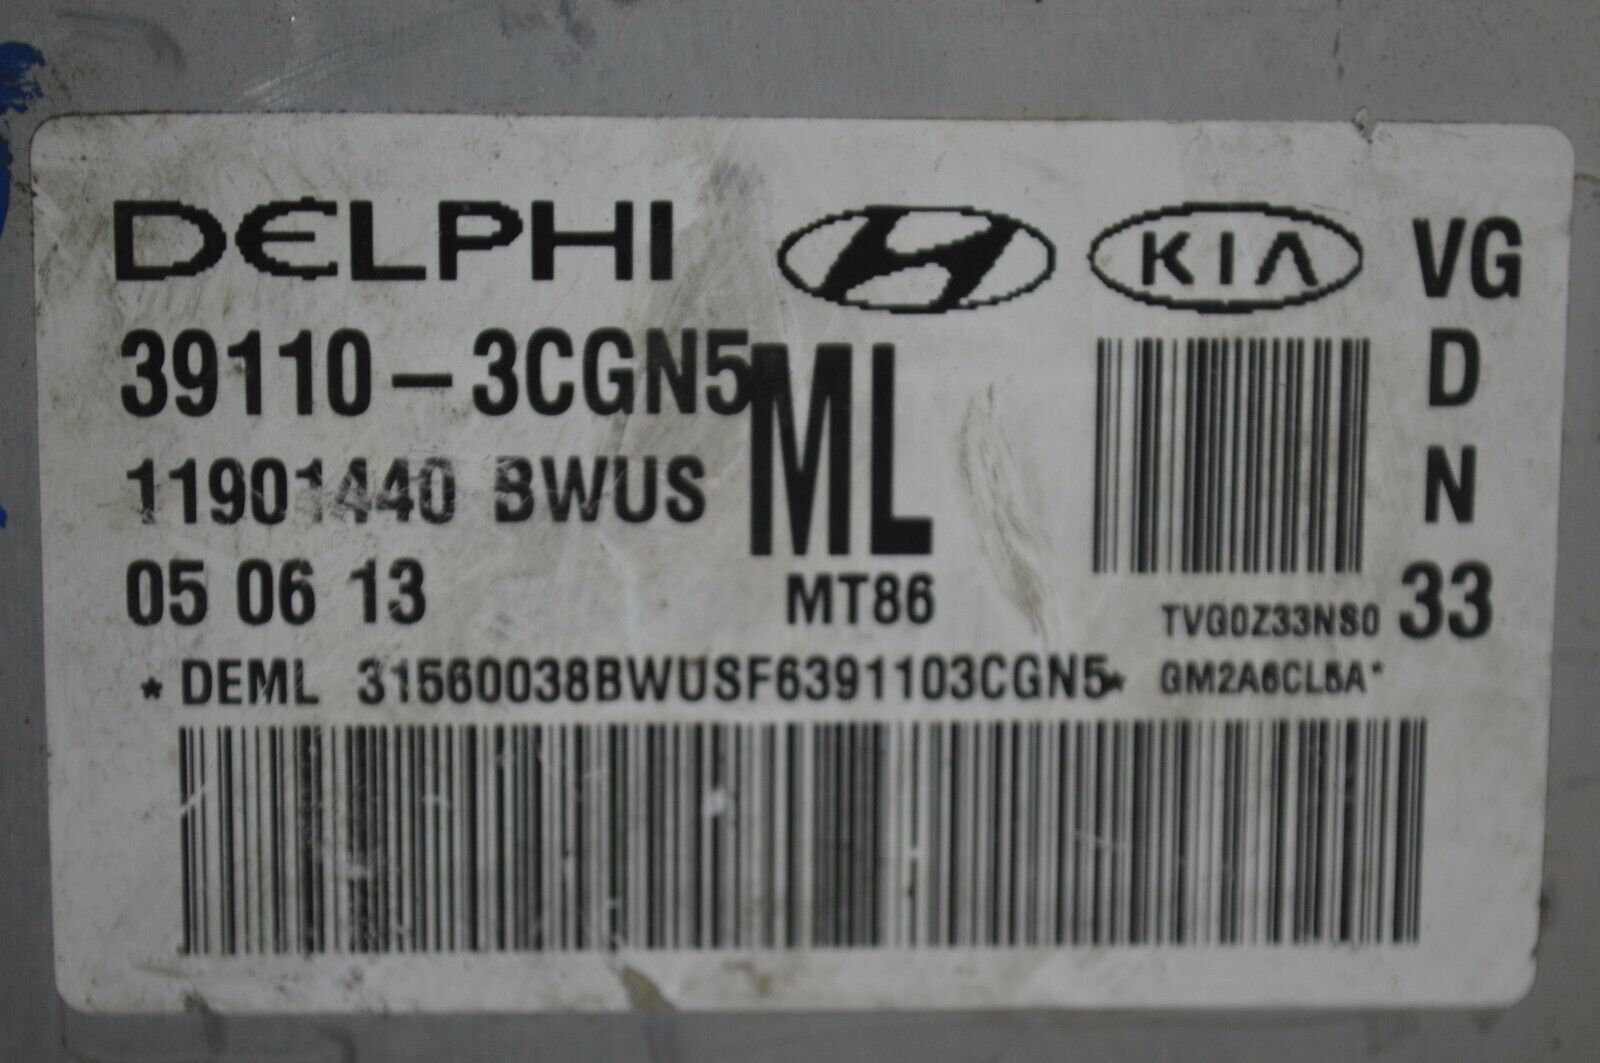 DELPHI KIA VG
39110-3CGN5 ML D
11901440 BWUS N
05 06 13 MT86 TVG0Z33NS0 33
*DEML 31560038BWUSF6391103CGN5* GM2A6CL5A*